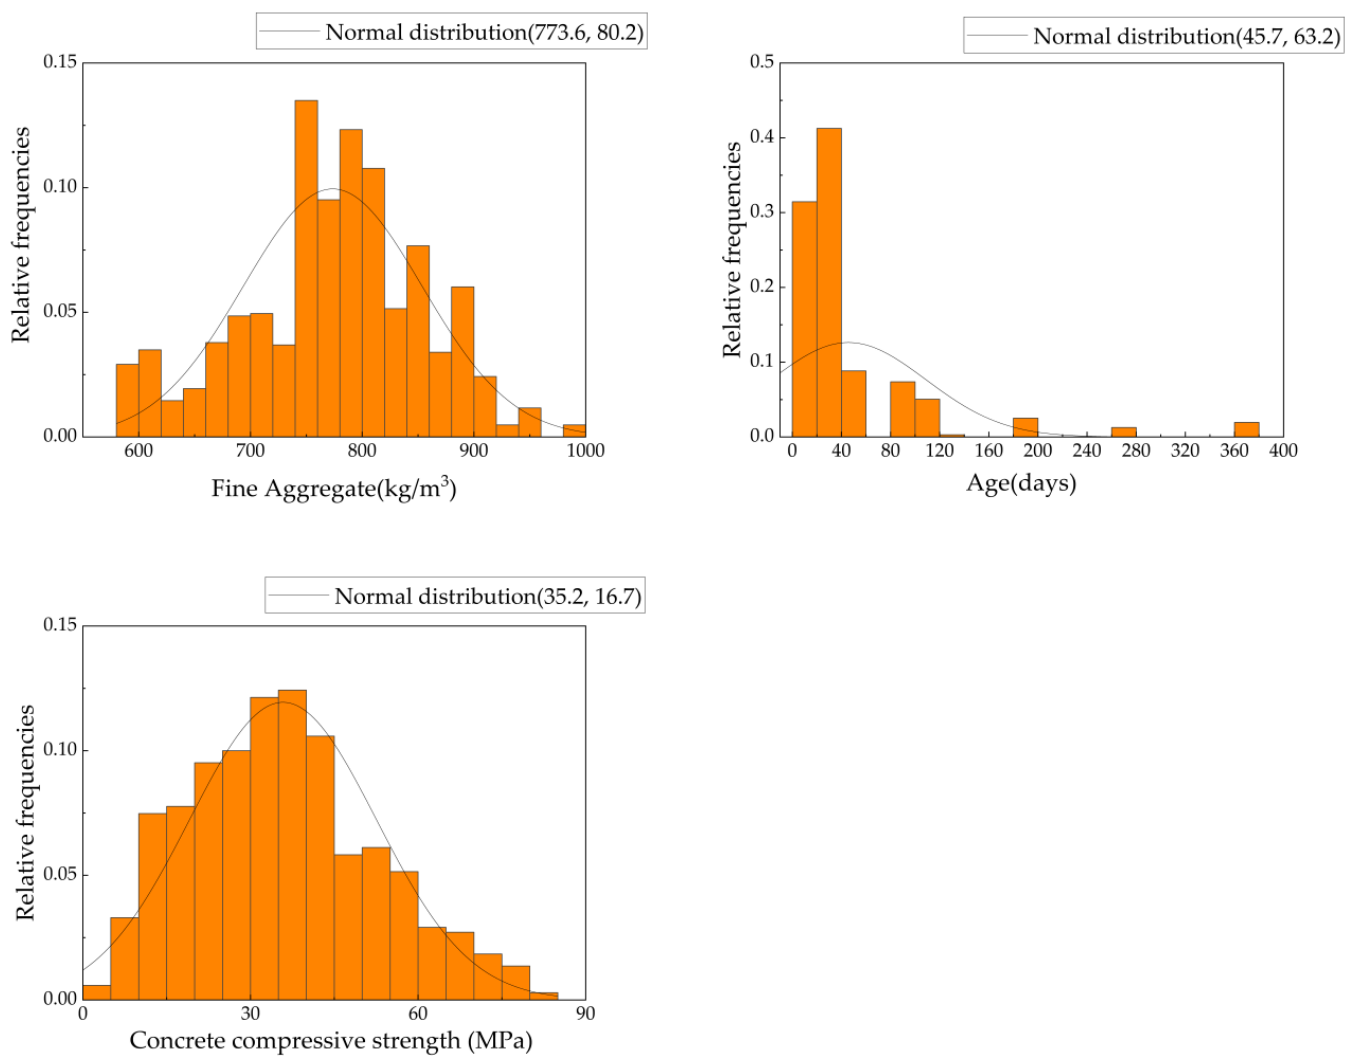 Normal distribution(773.6, 80.2)
0.15
0.10
0.05
0.00
Relative frequencies
600 700 800 900 1000
Fine Aggregate(kg/m³)
Normal distribution(45.7, 63.2)
0.5
0.4
0.3
0.2
0.1
0.0
Relative frequencies
0 40 80 120 160 200 240 280 320 360 400
Age(days)
Normal distribution(35.2, 16.7)
0.15
0.10
0.05
0.00
Relative frequencies
0 30 60 90
Concrete compressive strength (MPa)